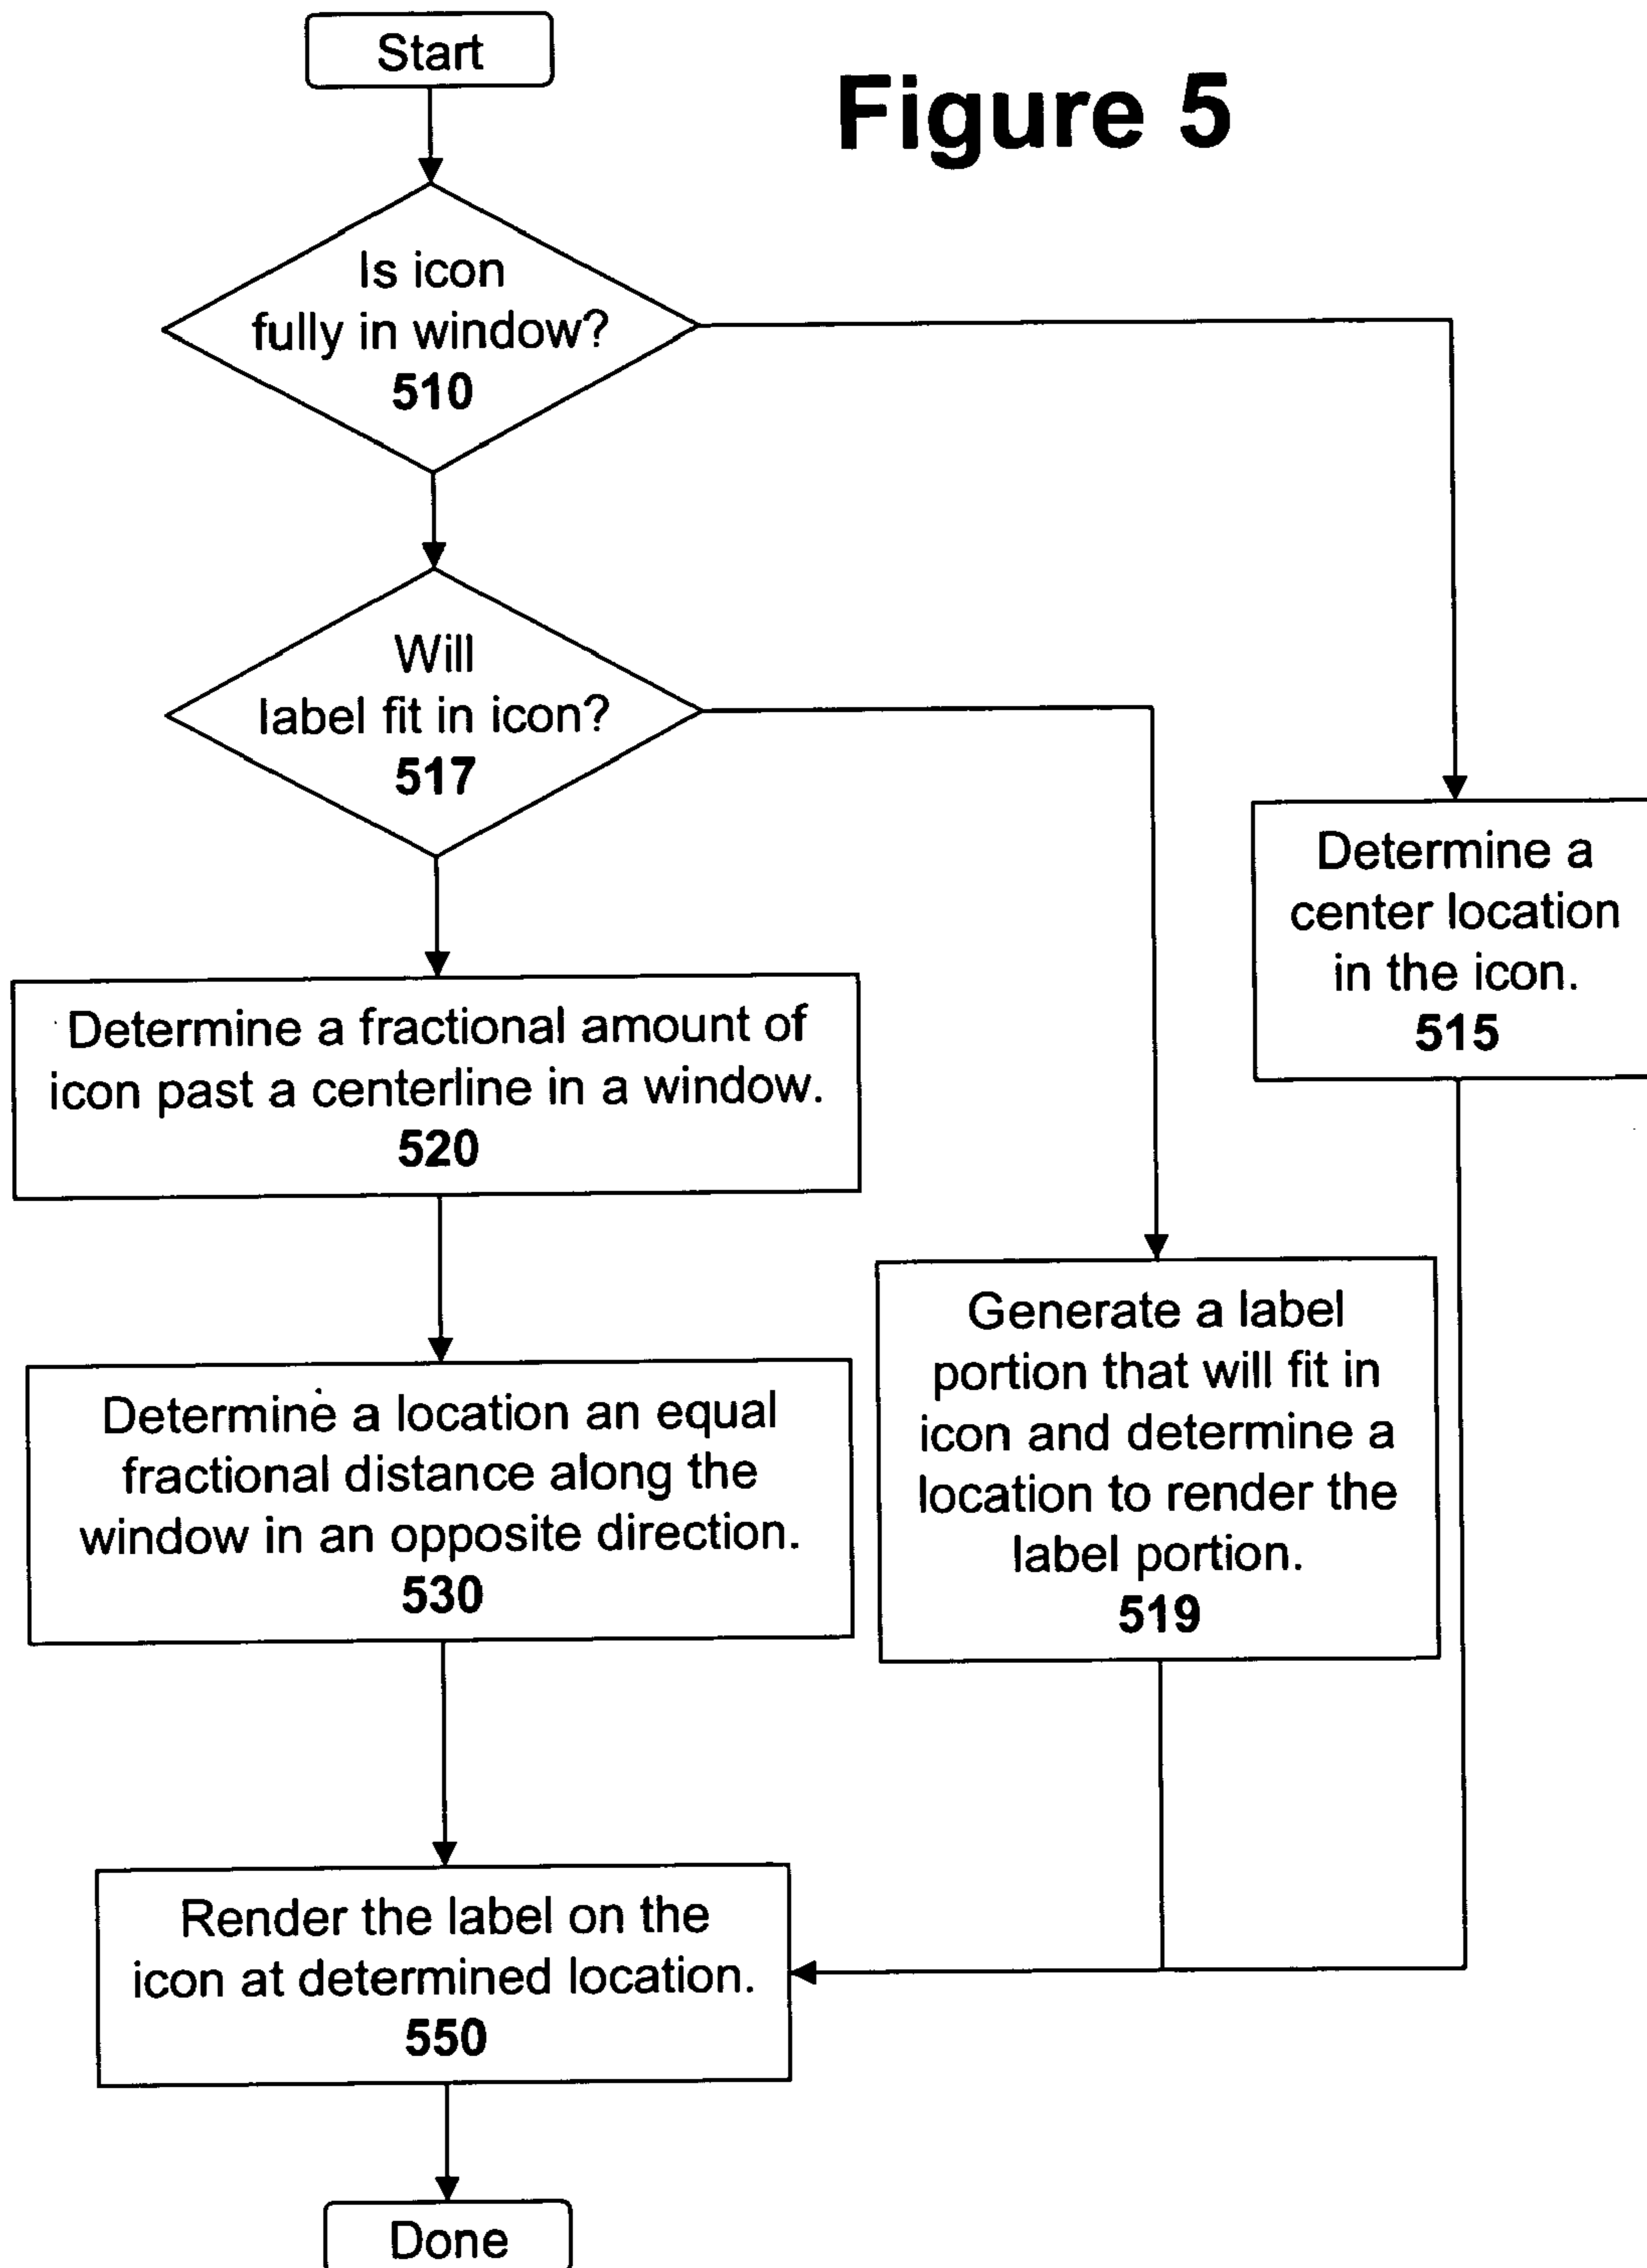 Start
Figure 5
Is icon
fully in window?
510
Will
label fit in icon?
517
Determine a
center location
in the icon.
515
Determine a fractional amount of
icon past a centerline in a window.
520
Generate a label
portion that will fit in
icon and determine a
location to render the
label portion.
519
Determine a location an equal
fractional distance along the
window in an opposite direction.
530
Render the label on the
icon at determined location.
550
Done